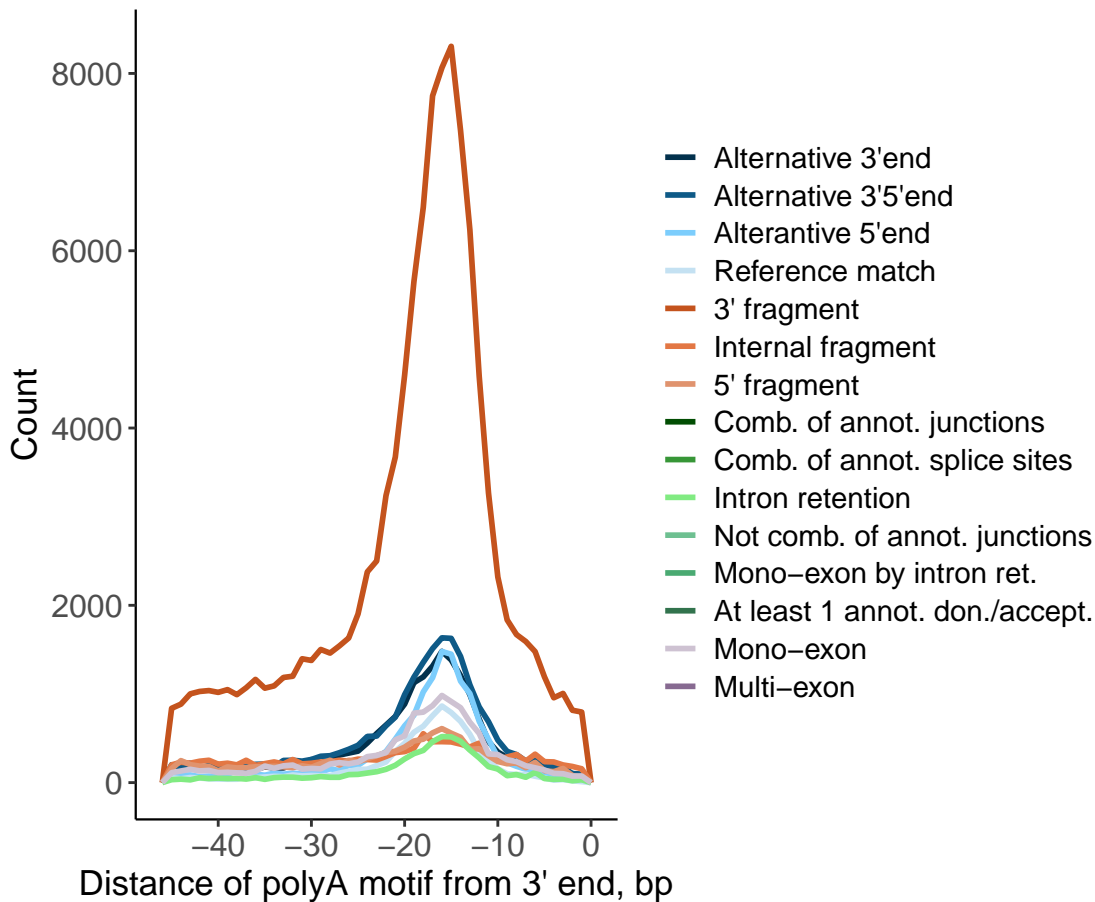 8000
6000
4000
2000
0
Count
−40
−30
−20
−10
0
Distance of polyA motif from 3' end, bp
Alternative 3'end
Alternative 3'5'end
Alterantive 5'end
Reference match
3' fragment
Internal fragment
5' fragment
Comb. of annot. junctions
Comb. of annot. splice sites
Intron retention
Not comb. of annot. junctions
Mono−exon by intron ret.
At least 1 annot. don./accept.
Mono−exon
Multi−exon